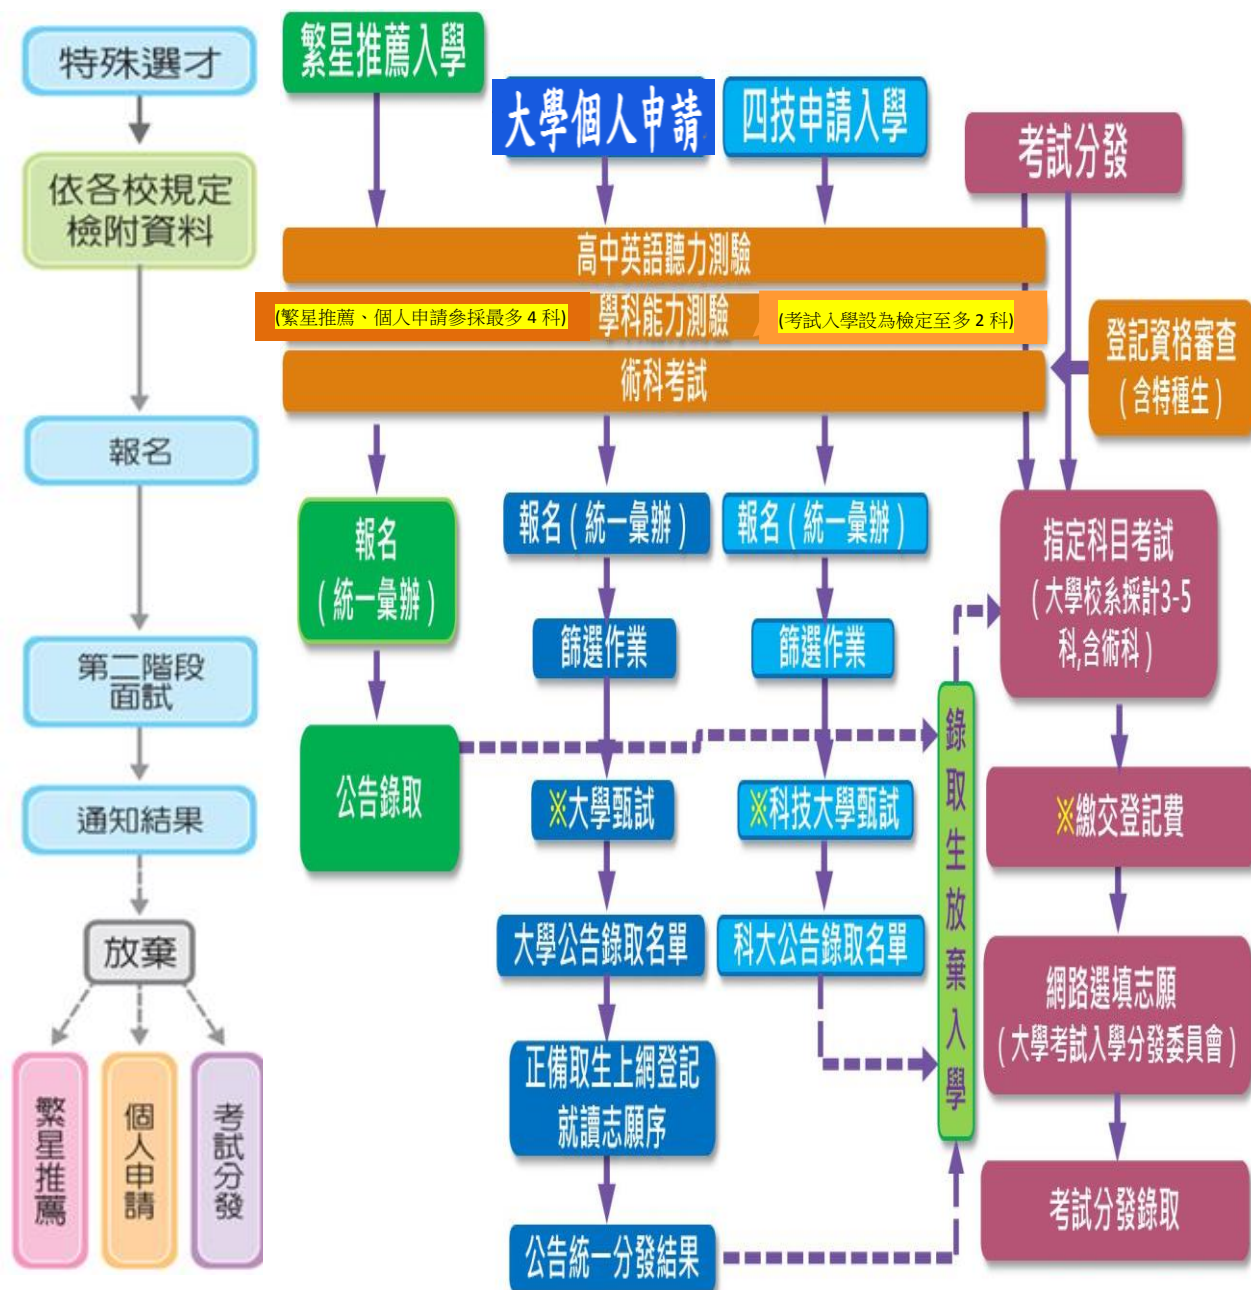 特殊選才
依各校規定
檢附資料
報名
第二階段
面試
通知結果
放棄
繁星推薦
個人申請
考試分發
繁星推薦入學
大學個人申請
四技申請入學
考試分發
高中英語聽力測驗
(繁星推薦、個人申請參採最多 4 科)
學科能力測驗
(考試入學設為檢定至多 2 科)
術科考試
登記資格審查
(含特種生)
報名
(統一彙辦)
公告錄取
報名(統一彙辦)
篩選作業
※大學甄試
大學公告錄取名單
正備取生上網登記
就讀志願序
公告統一分發結果
報名(統一彙辦)
篩選作業
※科技大學甄試
科大公告錄取名單
錄取生放棄入學
指定科目考試
(大學校系採計3-5
科,含術科)
※繳交登記費
網路選填志願
(大學考試入學分發委員會)
考試分發錄取